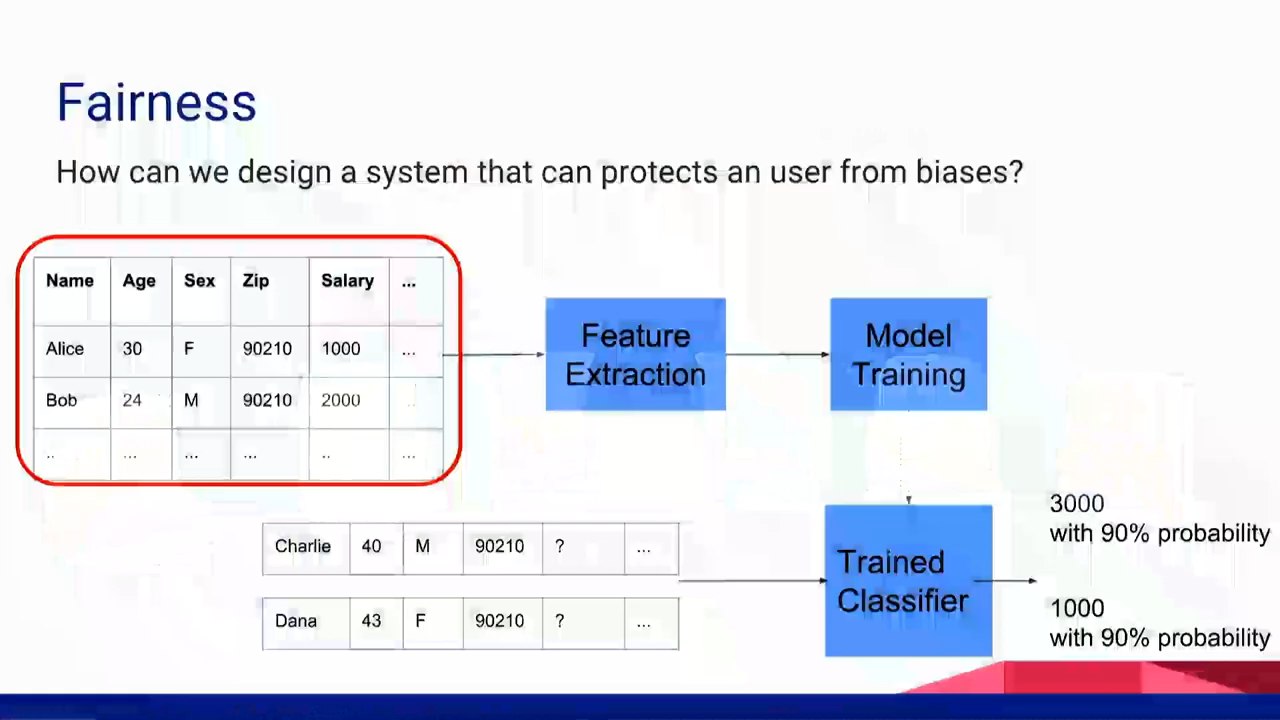 Fairness
How can we design a system that can protects an user from biases?
Name Age Sex Zip Salary ...
Alice 30 F 90210 1000 ...
Bob 24 M 90210 2000 ..
.. ... ... ... .. ...
Feature
Extraction
Model
Training
Charlie 40 M 90210 ? ...
Dana 43 F 90210 ? ...
Trained
Classifier
3000
with 90% probability
1000
with 90% probability